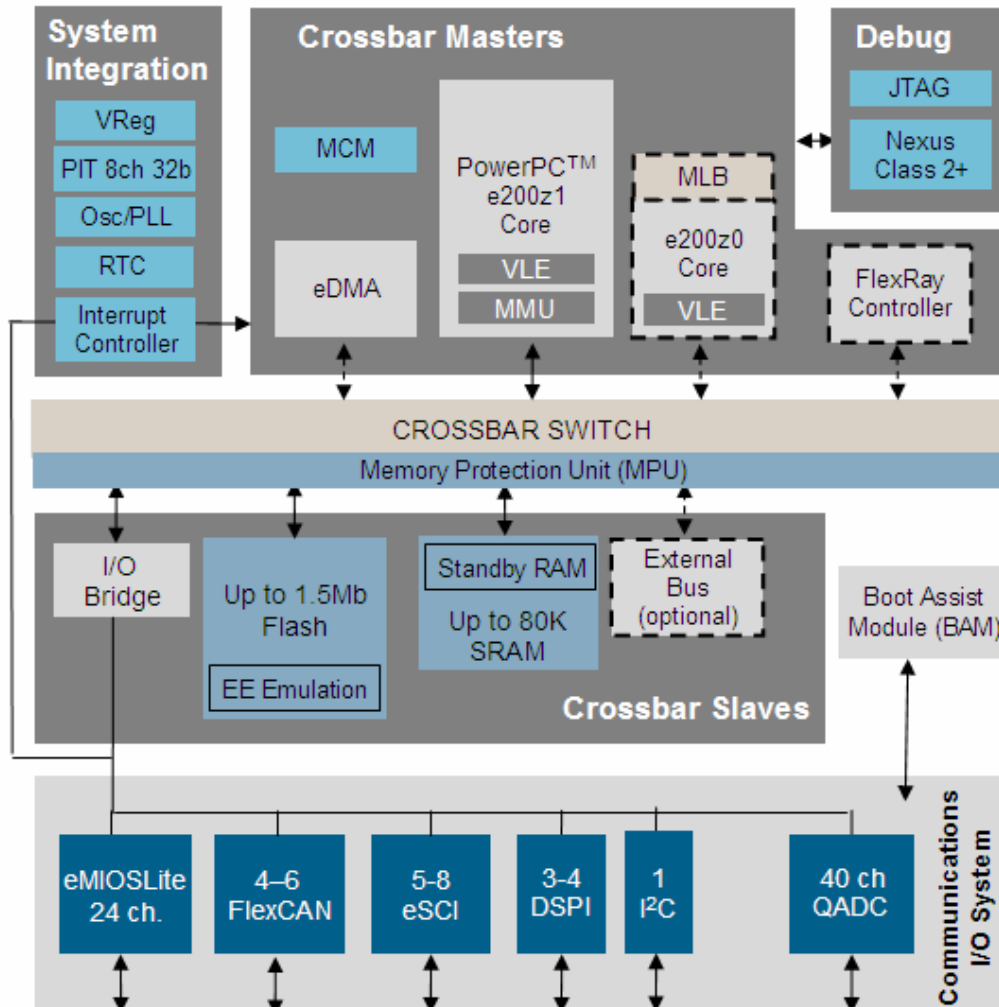 System
Integration
VReg
PIT 8ch 32b
Osc/PLL
RTC
Interrupt
Controller
Crossbar Masters
MCM
eDMA
PowerPC™
e200z1
Core
VLE
MMU
MLB
e200z0
Core
VLE
Debug
JTAG
Nexus
Class 2+
FlexRay
Controller
CROSSBAR SWITCH
Memory Protection Unit (MPU)
I/O
Bridge
Up to 1.5Mb
Flash
EE Emulation
Standby RAM
Up to 80K
SRAM
External
Bus
(optional)
Crossbar Slaves
Boot Assist
Module (BAM)
eMIOSLite
24 ch.
4–6
FlexCAN
5-8
eSCI
3-4
DSPI
1
I²C
40 ch
QADC
Communications
I/O System